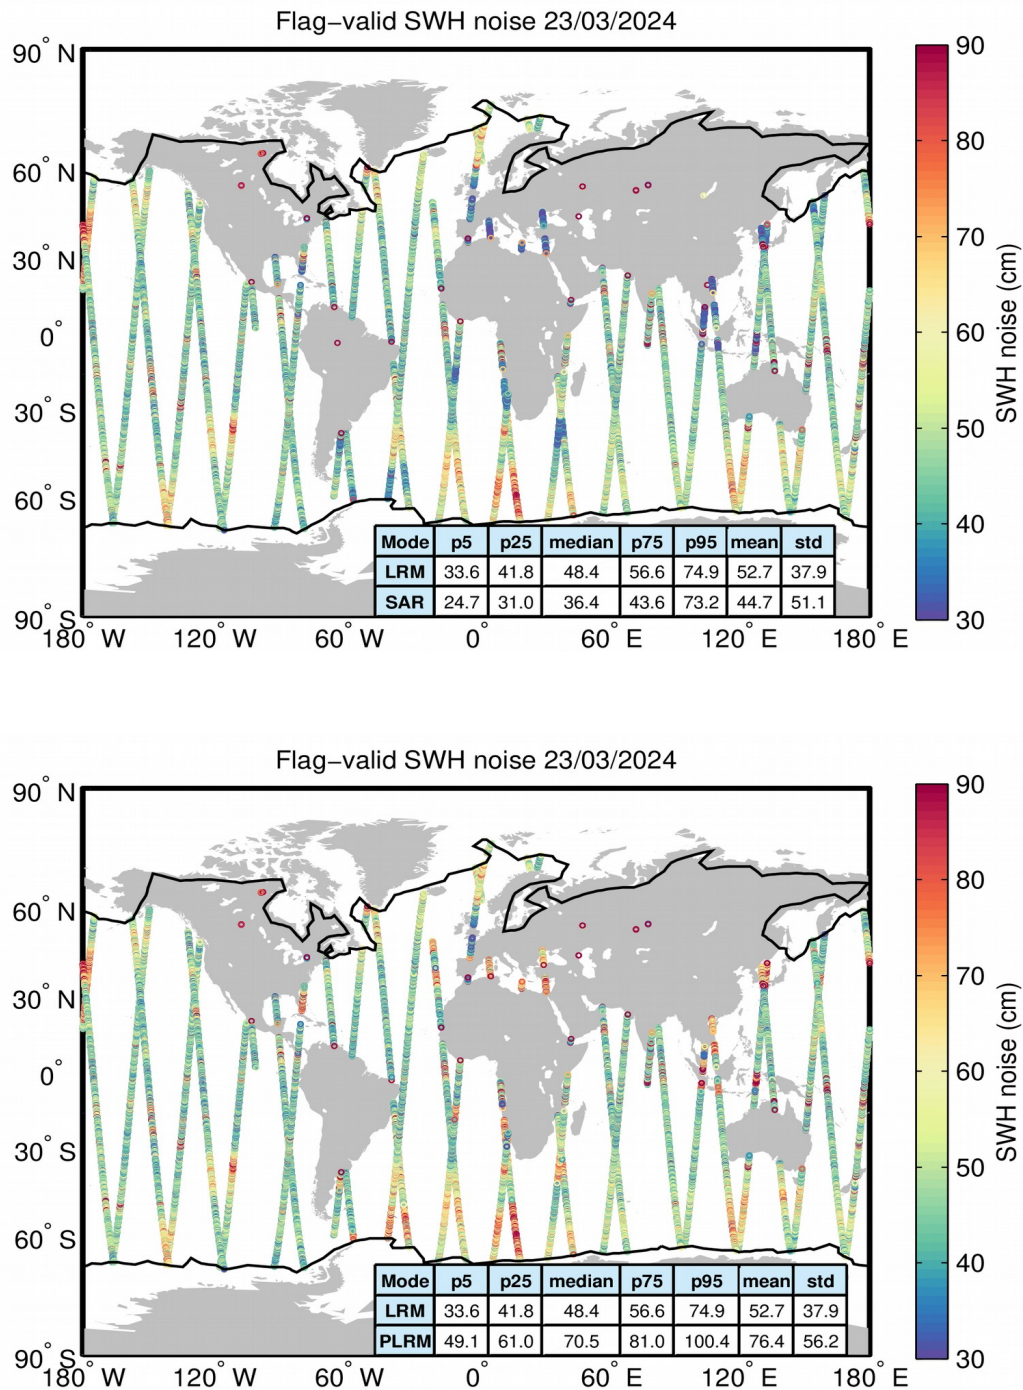 Flag−valid SWH noise 23/03/2024
90° N
60° N
30° N
0°
30° S
60° S
90° S
180° W
120° W
60° W
0°
60° E
120° E
180° E
Mode p5 p25 median p75 p95 mean std
LRM 33.6 41.8 48.4 56.6 74.9 52.7 37.9
SAR 24.7 31.0 36.4 43.6 73.2 44.7 51.1
90
80
70
60
50
40
30
SWH noise (cm)
Flag−valid SWH noise 23/03/2024
90° N
60° N
30° N
0°
30° S
60° S
90° S
180° W
120° W
60° W
0°
60° E
120° E
180° E
Mode p5 p25 median p75 p95 mean std
LRM 33.6 41.8 48.4 56.6 74.9 52.7 37.9
PLRM 49.1 61.0 70.5 81.0 100.4 76.4 56.2
90
80
70
60
50
40
30
SWH noise (cm)